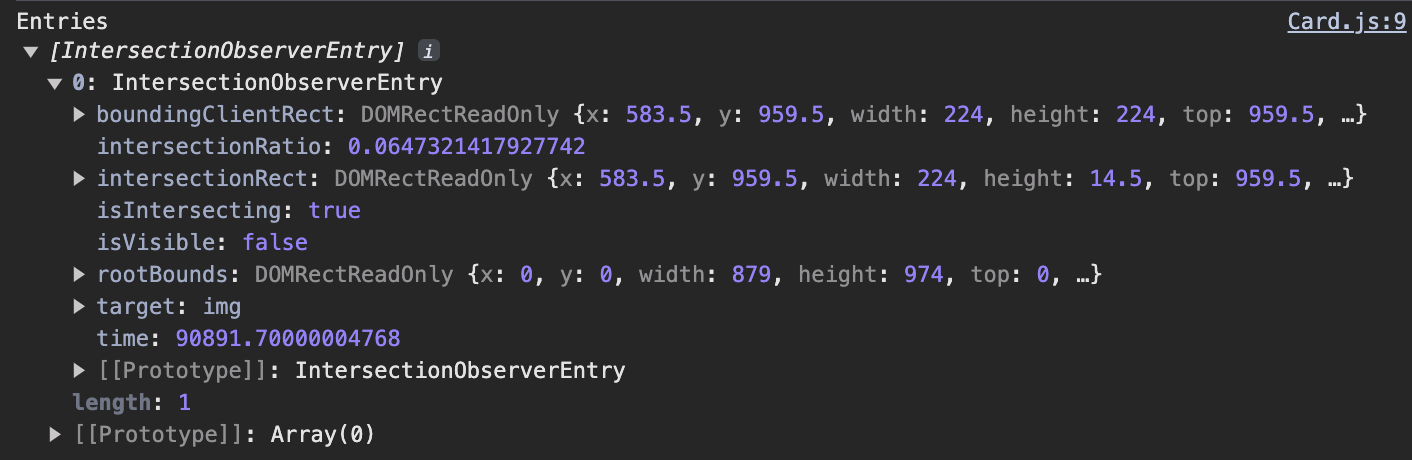 Entries Card.js:9
▼ [IntersectionObserverEntry] i
▼ 0: IntersectionObserverEntry
▶ boundingClientRect: DOMRectReadOnly {x: 583.5, y: 959.5, width: 224, height: 224, top: 959.5, …}
intersectionRatio: 0.0647321417927742
▶ intersectionRect: DOMRectReadOnly {x: 583.5, y: 959.5, width: 224, height: 14.5, top: 959.5, …}
isIntersecting: true
isVisible: false
▶ rootBounds: DOMRectReadOnly {x: 0, y: 0, width: 879, height: 974, top: 0, …}
▶ target: img
time: 90891.70000004768
▶ [[Prototype]]: IntersectionObserverEntry
length: 1
▶ [[Prototype]]: Array(0)